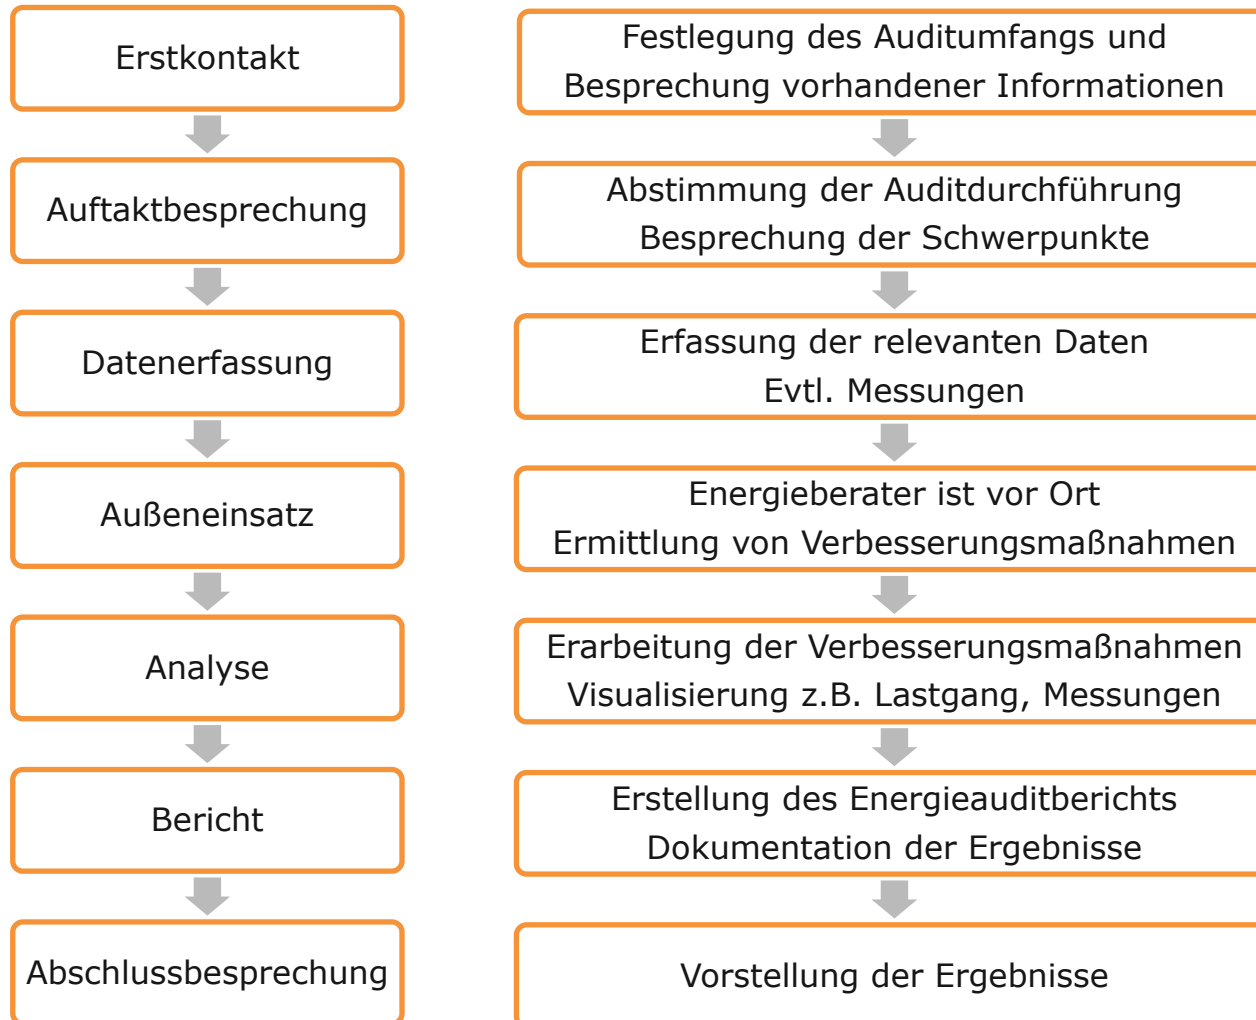 Erstkontakt
Festlegung des Auditumfangs und
Besprechung vorhandener Informationen
Auftaktbesprechung
Abstimmung der Auditdurchführung
Besprechung der Schwerpunkte
Datenerfassung
Erfassung der relevanten Daten
Evtl. Messungen
Außeneinsatz
Energieberater ist vor Ort
Ermittlung von Verbesserungsmaßnahmen
Analyse
Erarbeitung der Verbesserungsmaßnahmen
Visualisierung z.B. Lastgang, Messungen
Bericht
Erstellung des Energieauditberichts
Dokumentation der Ergebnisse
Abschlussbesprechung
Vorstellung der Ergebnisse